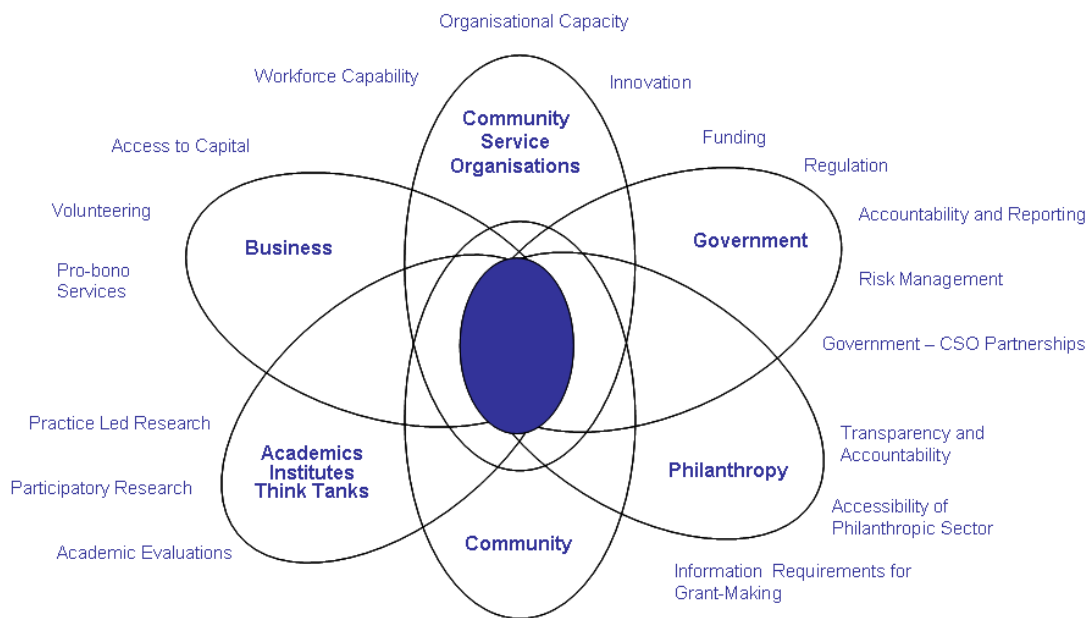 Organisational Capacity
Workforce Capability
Innovation
Community
Service
Organisations
Funding
Access to Capital
Regulation
Volunteering
Accountability and Reporting
Business
Government
Pro-bono
Services
Risk Management
Government – CSO Partnerships
Practice Led Research
Transparency and
Accountability
Academics
Institutes
Think Tanks
Philanthropy
Participatory Research
Accessibility of
Philanthropic Sector
Community
Academic Evaluations
Information Requirements for
Grant-Making